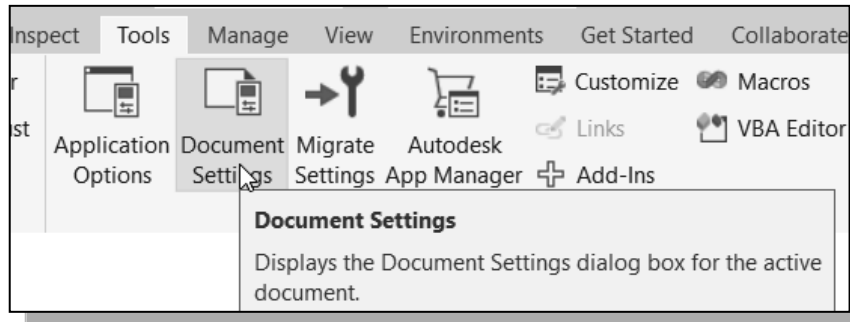 Inspect Tools Manage View Environments Get Started Collaborate
Application Options
Document Settings
Migrate Settings
Autodesk App Manager
Customize
Links
Add-Ins
Macros
VBA Editor
Document Settings
Displays the Document Settings dialog box for the active
document.